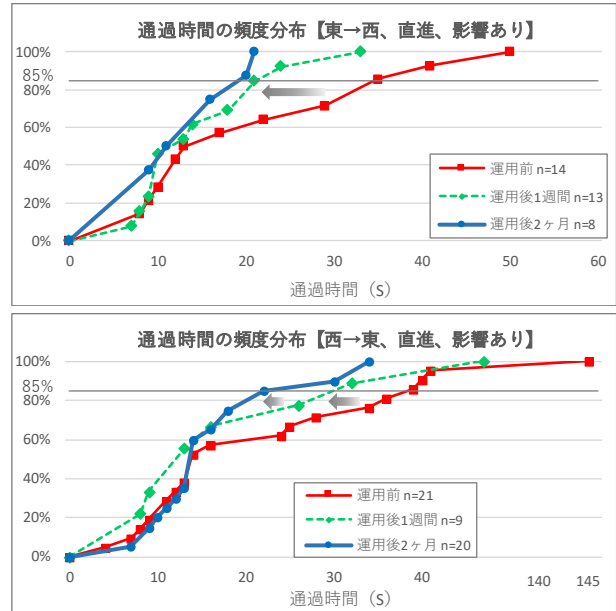 通過時間の頻度分布【東→西、直進、影響あり】
100%
85%
80%
60%
40%
20%
0%
運用前 n=14
運用後1週間 n=13
運用後2ヶ月 n=8
0 10 20 30 40 50 60
通過時間（S）
通過時間の頻度分布【西→東、直進、影響あり】
100%
85%
80%
60%
40%
20%
0%
運用前 n=21
運用後1週間 n=9
運用後2ヶ月 n=20
0 10 20 30 40 140 145
通過時間（S）